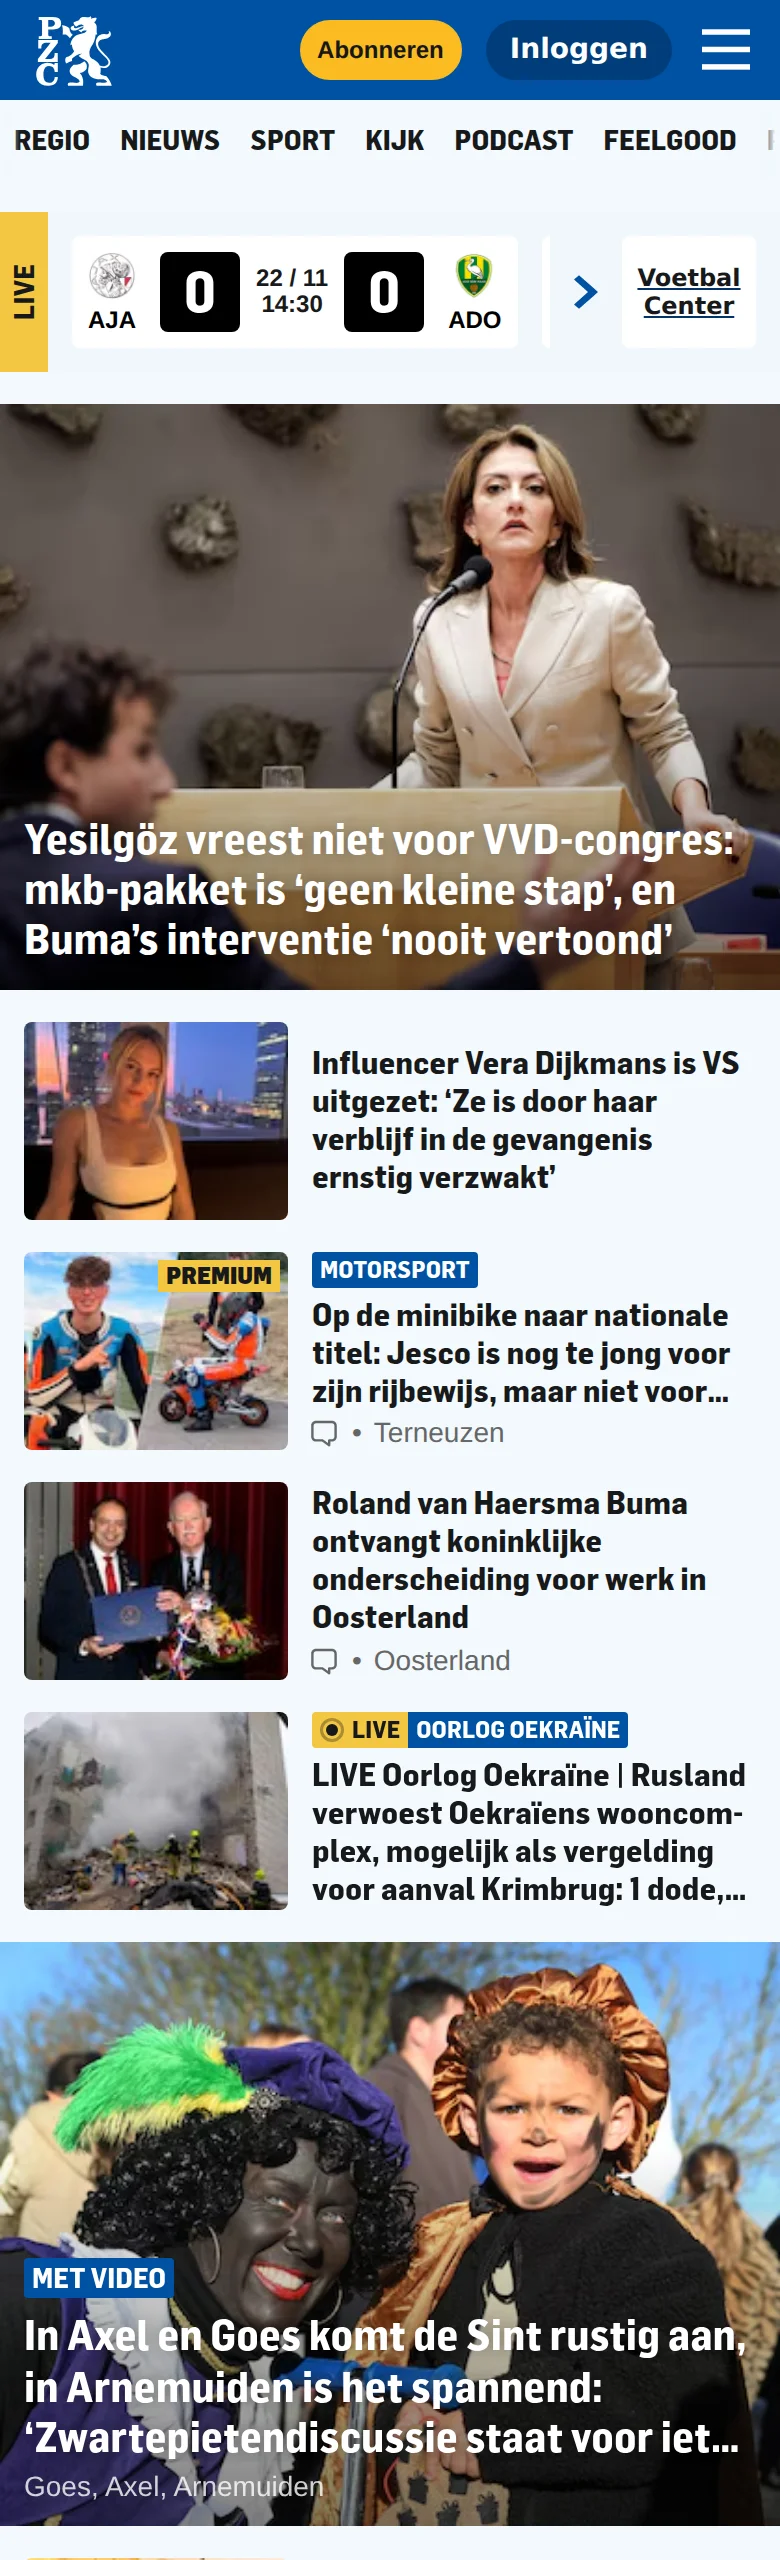 PZC
Abonneren
Inloggen
REGIO NIEUWS SPORT KIJK PODCAST FEELGOOD
LIVE
AJA
0
22 / 11
14:30
0
ADO
Voetbal
Center
Yesilgöz vreest niet voor VVD-congres:
mkb-pakket is ‘geen kleine stap’, en
Buma’s interventie ‘nooit vertoond’
Influencer Vera Dijkmans is VS
uitgezet: ‘Ze is door haar
verblijf in de gevangenis
ernstig verzwakt’
PREMIUM
MOTORSPORT
Op de minibike naar nationale
titel: Jesco is nog te jong voor
zijn rijbewijs, maar niet voor...
• Terneuzen
Roland van Haersma Buma
ontvangt koninklijke
onderscheiding voor werk in
Oosterland
• Oosterland
LIVE OORLOG OEKRAÏNE
LIVE Oorlog Oekraïne | Rusland
verwoest Oekraïens wooncom-
plex, mogelijk als vergelding
voor aanval Krimbrug: 1 dode,...
MET VIDEO
In Axel en Goes komt de Sint rustig aan,
in Arnemuiden is het spannend:
‘Zwartepietendiscussie staat voor iet...
Goes, Axel, Arnemuiden